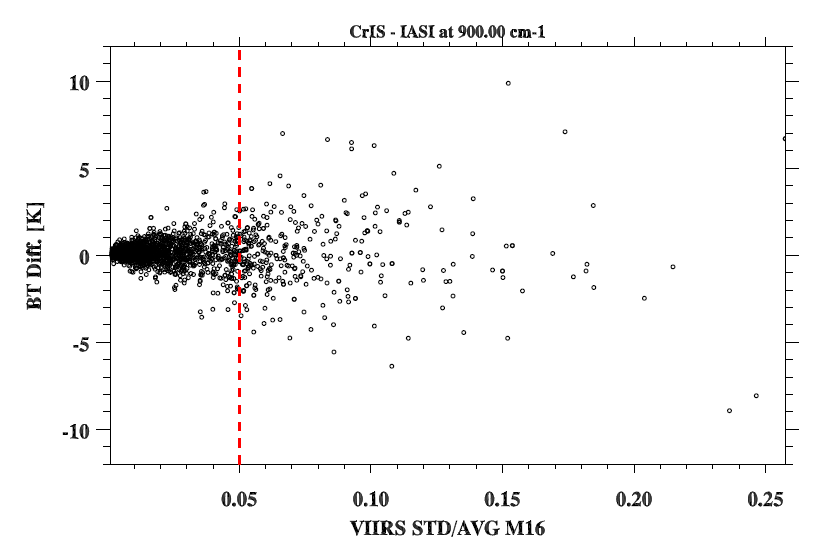 CrIS - IASI at 900.00 cm-1
10
5
0
-5
-10
BT Diff. [K]
0.05 0.10 0.15 0.20 0.25
VIIRS STD/AVG M16